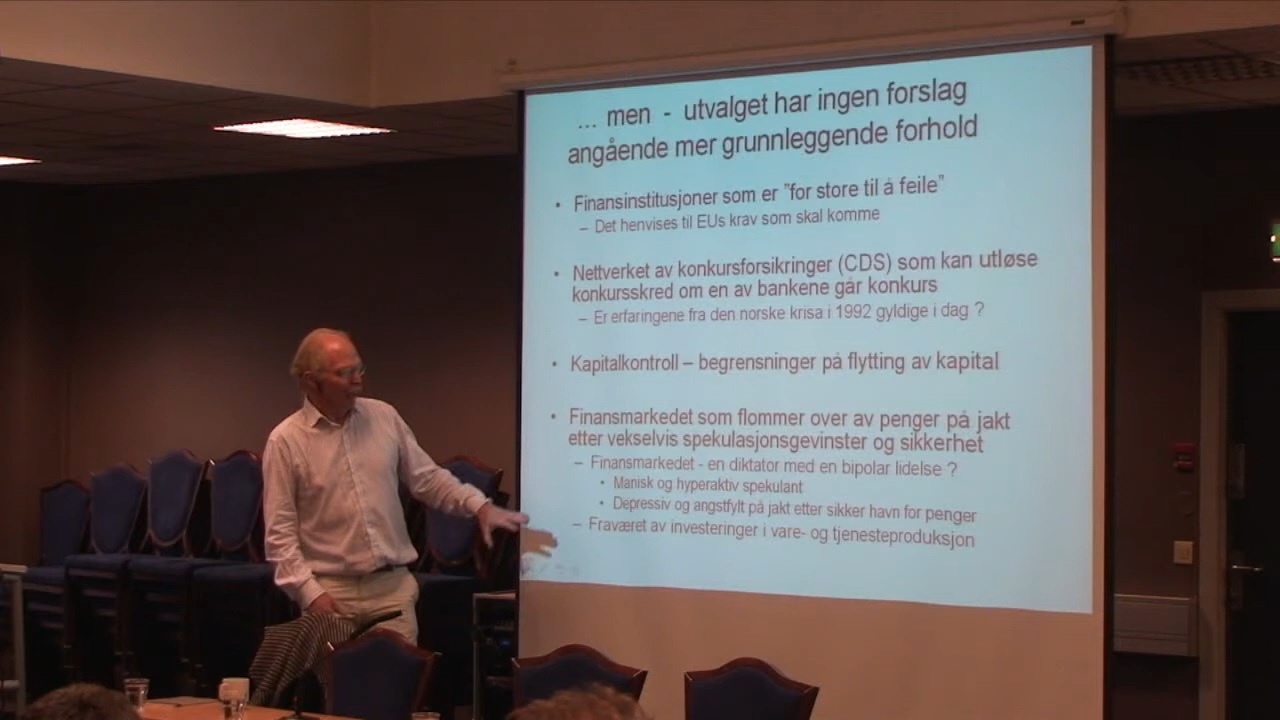 ... men - utvalget har ingen forslag
angående mer grunnleggende forhold
• Finansinstitusjoner som er "for store til å feile"
– Det henvises til EUs krav som skal komme
• Nettverket av konkursforsikringer (CDS) som kan utløse
konkursskred om en av bankene går konkurs
– Er erfaringene fra den norske krisa i 1992 gyldige i dag ?
• Kapitalkontroll – begrensninger på flytting av kapital
• Finansmarkedet som flommer over av penger på jakt
etter vekselvis spekulasjonsgevinster og sikkerhet
– Finansmarkedet - en diktator med en bipolar lidelse ?
• Manisk og hyperaktiv spekulant
• Depressiv og angstfylt på jakt etter sikker havn for penger
– Fraværet av investeringer i vare- og tjenesteproduksjon